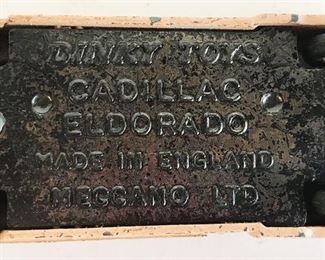 DINKY TOYS
CADILLAC
ELDORADO
MADE IN ENGLAND
MECCANO LTD